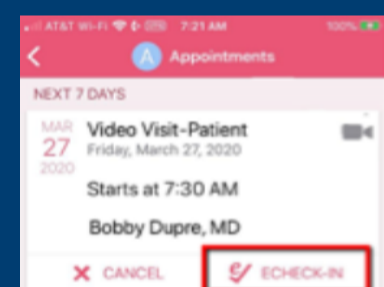 AT&T Wi-Fi VPN 7:21 AM 100%
A Appointments
NEXT 7 DAYS
MAR Video Visit-Patient
27 Friday, March 27, 2020
2020
Starts at 7:30 AM
Bobby Dupre, MD
CANCEL ECHECK-IN